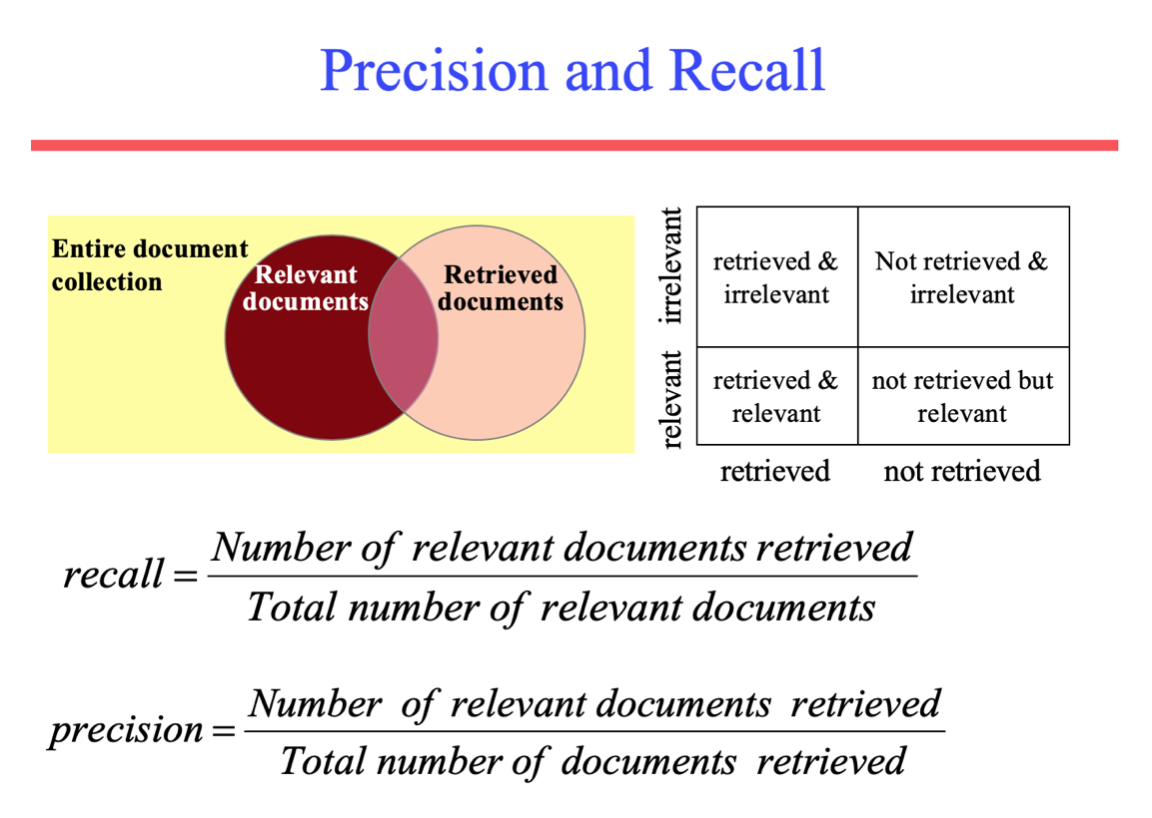 Precision and Recall
Entire document
collection
Relevant
documents
Retrieved
documents
irrelevant
relevant
retrieved &
irrelevant
Not retrieved &
irrelevant
retrieved &
relevant
not retrieved but
relevant
retrieved
not retrieved
recall = Number of relevant documents retrieved
Total number of relevant documents
precision = Number of relevant documents retrieved
Total number of documents retrieved